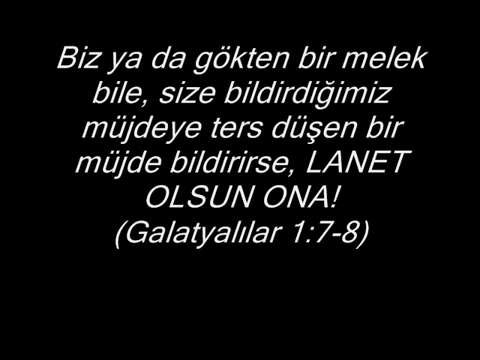 Biz ya da gökten bir melek
bile, size bildirdiğimiz
müjdeye ters düşen bir
müjde bildirirse, LANET
OLSUN ONA!
(Galatyalılar 1:7-8)